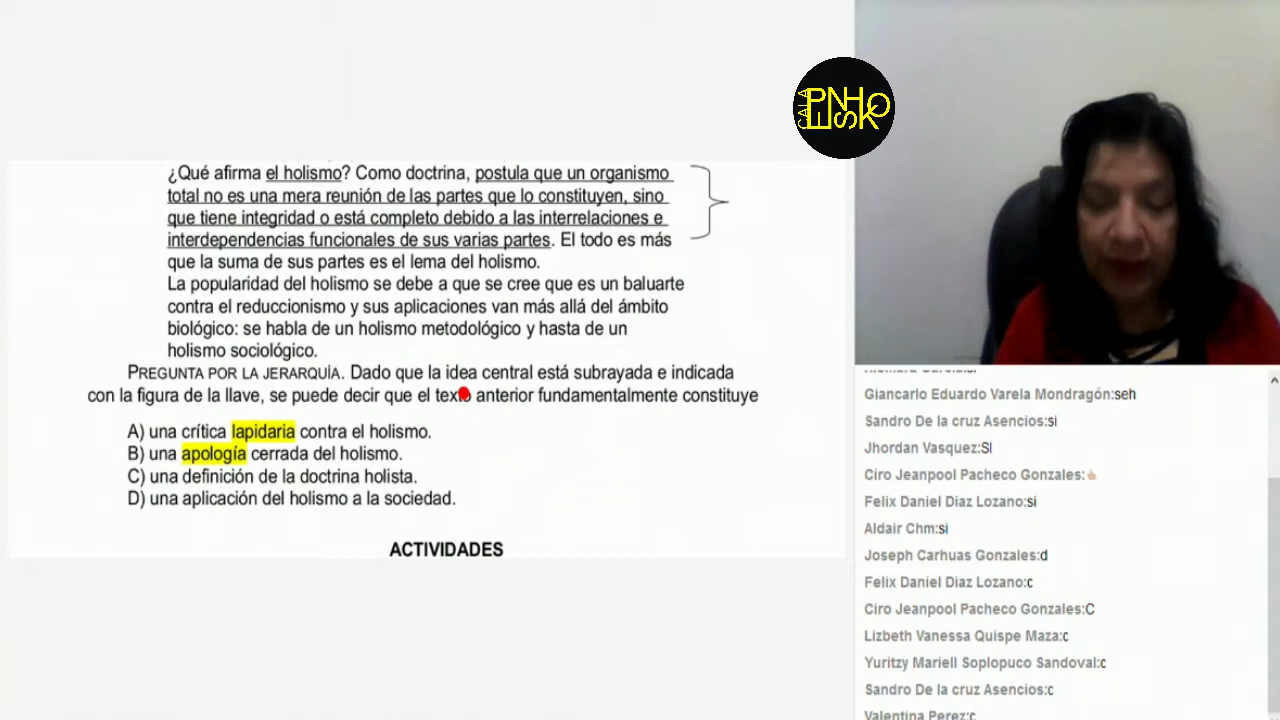 CALA
PENHSKO
¿Qué afirma el holismo? Como doctrina, postula que un organismo
total no es una mera reunión de las partes que lo constituyen, sino
que tiene integridad o está completo debido a las interrelaciones e
interdependencias funcionales de sus varias partes. El todo es más
que la suma de sus partes es el lema del holismo.
La popularidad del holismo se debe a que se cree que es un baluarte
contra el reduccionismo y sus aplicaciones van más allá del ámbito
biológico: se habla de un holismo metodológico y hasta de un
holismo sociológico.
PREGUNTA POR LA JERARQUÍA. Dado que la idea central está subrayada e indicada
con la figura de la llave, se puede decir que el texto anterior fundamentalmente constituye
A) una crítica lapidaria contra el holismo.
B) una apología cerrada del holismo.
C) una definición de la doctrina holista.
D) una aplicación del holismo a la sociedad.
ACTIVIDADES
Giancarlo Eduardo Varela Mondragón:seh
Sandro De la cruz Asencios:si
Jhordan Vasquez:SI
Ciro Jeanpool Pacheco Gonzales:
Felix Daniel Diaz Lozano:si
Aldair Chm:si
Joseph Carhuas Gonzales:d
Felix Daniel Diaz Lozano:c
Ciro Jeanpool Pacheco Gonzales:C
Lizbeth Vanessa Quispe Maza:c
Yuritzy Mariell Soplopuco Sandoval:c
Sandro De la cruz Asencios:c
Valentina Perez:c